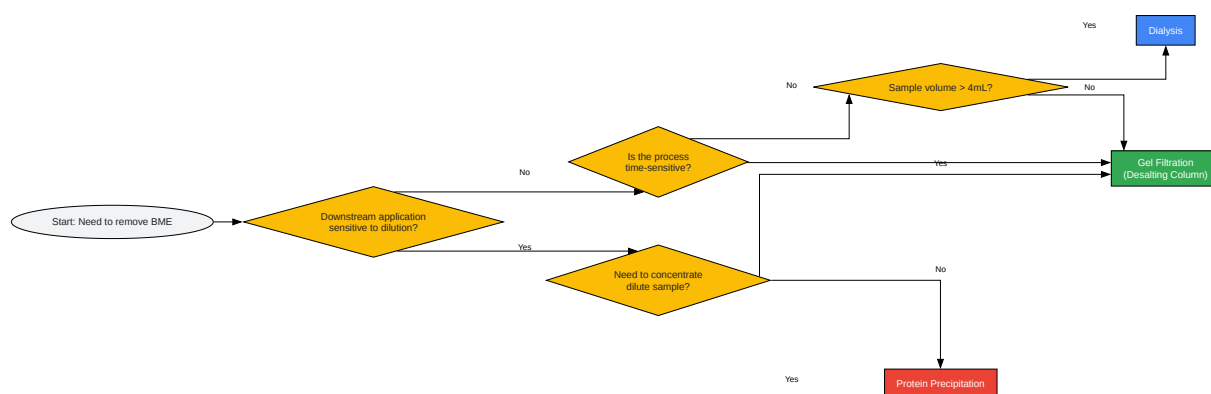 Yes
Dialysis
Sample volume > 4mL?
No
No
Is the process
time-sensitive?
Yes
Gel Filtration
(Desalting Column)
No
Start: Need to remove BME
Downstream application
sensitive to dilution?
Yes
Need to concentrate
dilute sample?
No
Yes
Protein Precipitation